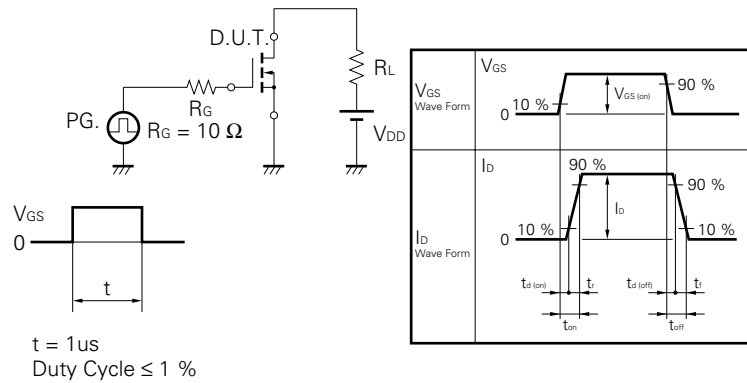 D.U.T.
RL
RG
PG.
RG = 10 Ω
VDD
VGS
0
t
t = 1us
Duty Cycle ≤ 1 %
VGS
Wave Form
VGS
10 %
0
VGS (on)
90 %
ID
Wave Form
ID
90 %
90 %
10 %
0
ID
10 %
td (on)
tr
td (off)
tf
ton
toff